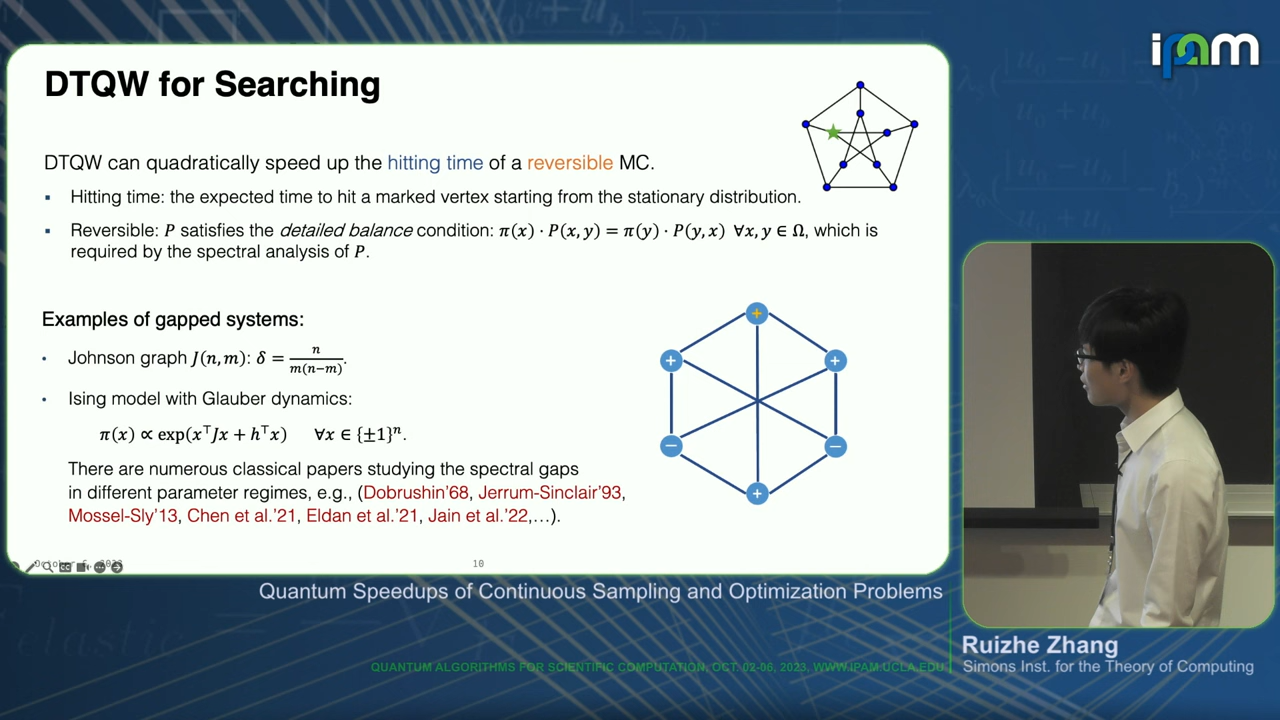 ipam
DTQW for Searching
DTQW can quadratically speed up the hitting time of a reversible MC.
▪ Hitting time: the expected time to hit a marked vertex starting from the stationary distribution.
▪ Reversible: P satisfies the detailed balance condition: π(x) · P(x, y) = π(y) · P(y, x) ∀x, y ∈ Ω, which is
required by the spectral analysis of P.
Examples of gapped systems:
• Johnson graph J(n, m): δ = n/m(n−m).
• Ising model with Glauber dynamics:
π(x) ∝ exp(x⊤Jx + h⊤x) ∀x ∈ {±1}ⁿ.
There are numerous classical papers studying the spectral gaps
in different parameter regimes, e.g., (Dobrushin'68, Jerrum-Sinclair'93,
Mossel-Sly'13, Chen et al.'21, Eldan et al.'21, Jain et al.'22,…).
+
+ +
− −
+
10
Quantum Speedups of Continuous Sampling and Optimization Problems
Ruizhe Zhang
Simons Inst. for the Theory of Computing
QUANTUM ALGORITHMS FOR SCIENTIFIC COMPUTATION, OCT. 02-06, 2023, WWW.IPAM.UCLA.EDU
elastic